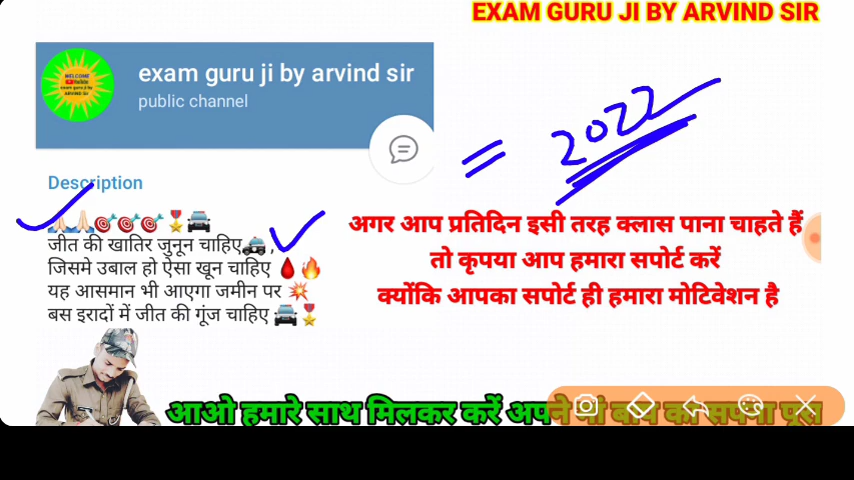 EXAM GURU JI BY ARVIND SIR
WELCOME
exam guru ji by arvind sir
public channel
= 2022
Description
🙏🏻🙏🏻🎯🎯🎯🎖️🚘
जीत की खातिर जुनून चाहिए🚓,
जिसमे उबाल हो ऐसा खून चाहिए 🩸🔥
यह आसमान भी आएगा जमीन पर 💥
बस इरादों में जीत की गूंज चाहिए 🚘🎖️
अगर आप प्रतिदिन इसी तरह क्लास पाना चाहते हैं
तो कृपया आप हमारा सपोर्ट करें
क्योंकि आपका सपोर्ट ही हमारा मोटिवेशन है
आओ हमारे साथ मिलकर करें अपने मां बाप का सपना पूरा